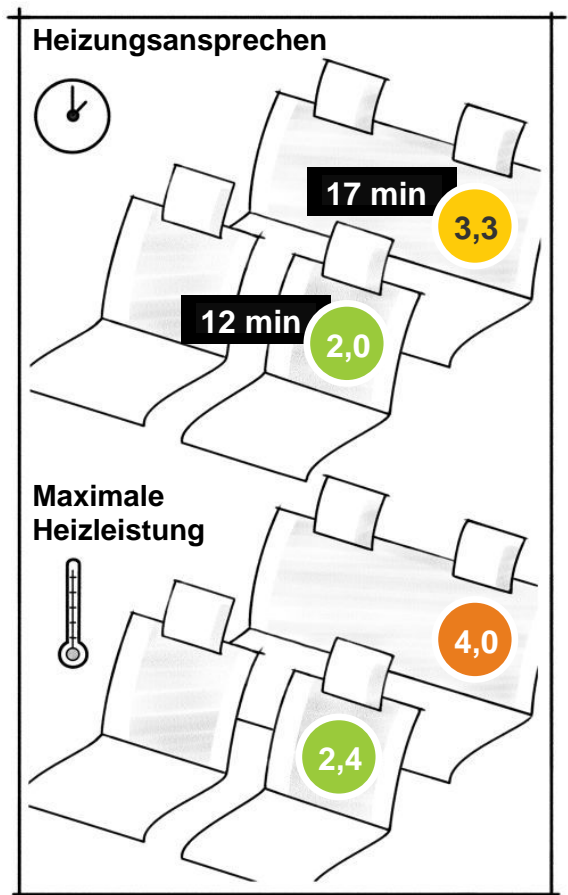 Heizungsansprechen
17 min
3,3
12 min
2,0
Maximale
Heizleistung
4,0
2,4